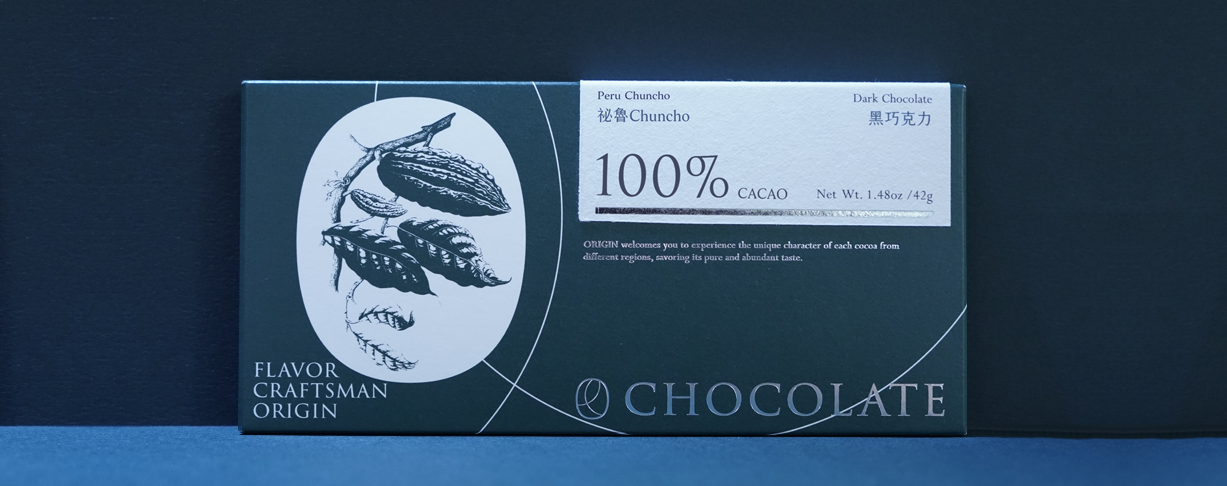 Peru Chuncho
祕魯Chuncho
Dark Chocolate
黑巧克力
100% CACAO
Net Wt. 1.48oz /42g
ORIGIN welcomes you to experience the unique character of each cocoa from
different regions, savoring its pure and abundant taste.
FLAVOR
CRAFTSMAN
ORIGIN
CHOCOLATE